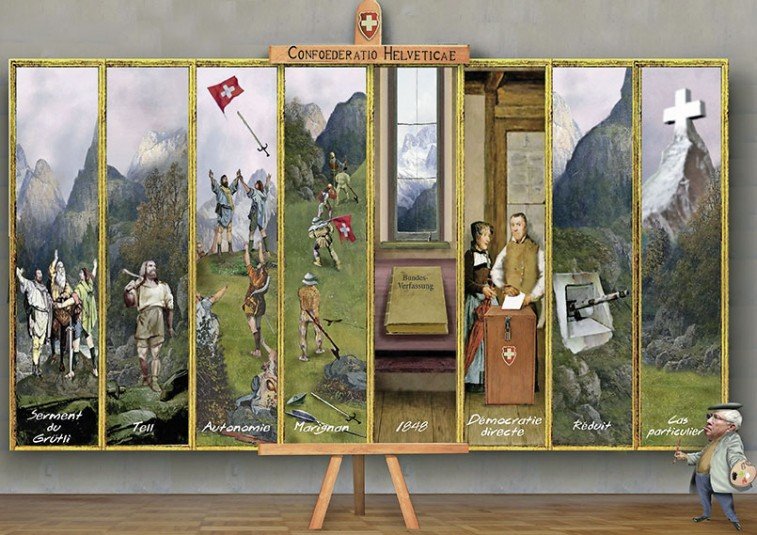 CONFOEDERATIO HELVETICAE
Bundes
Verfassung
Serment
du
Grütli
Tell
Autonomie
Marignan
1848
Démocratie
directe
Réduit
Cas
particulier